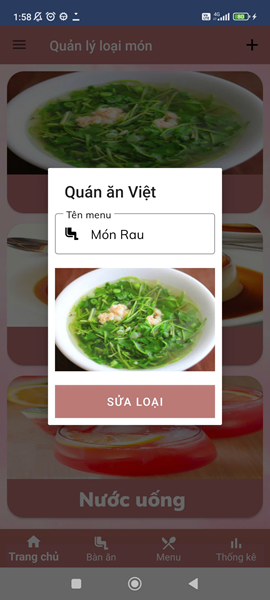 1:58
Quản lý loại món
Quán ăn Việt
Tên menu
Món Rau
SỬA LOẠI
Nước uống
Trang chủ
Bàn ăn
Menu
Thống kê